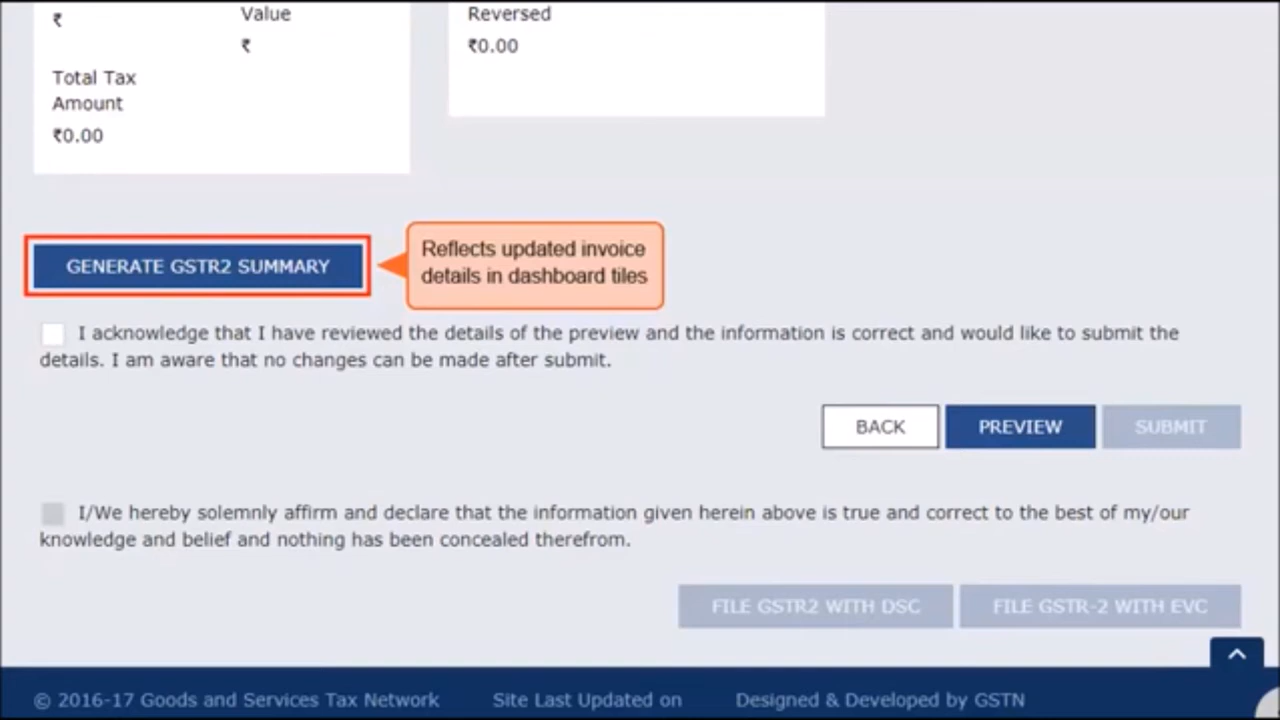 ₹
Value
₹
Total Tax
Amount
₹0.00
Reversed
₹0.00
GENERATE GSTR2 SUMMARY
Reflects updated invoice
details in dashboard tiles
I acknowledge that I have reviewed the details of the preview and the information is correct and would like to submit the
details. I am aware that no changes can be made after submit.
BACK
PREVIEW
SUBMIT
I/We hereby solemnly affirm and declare that the information given herein above is true and correct to the best of my/our
knowledge and belief and nothing has been concealed therefrom.
FILE GSTR2 WITH DSC
FILE GSTR-2 WITH EVC
© 2016-17 Goods and Services Tax Network
Site Last Updated on
Designed & Developed by GSTN